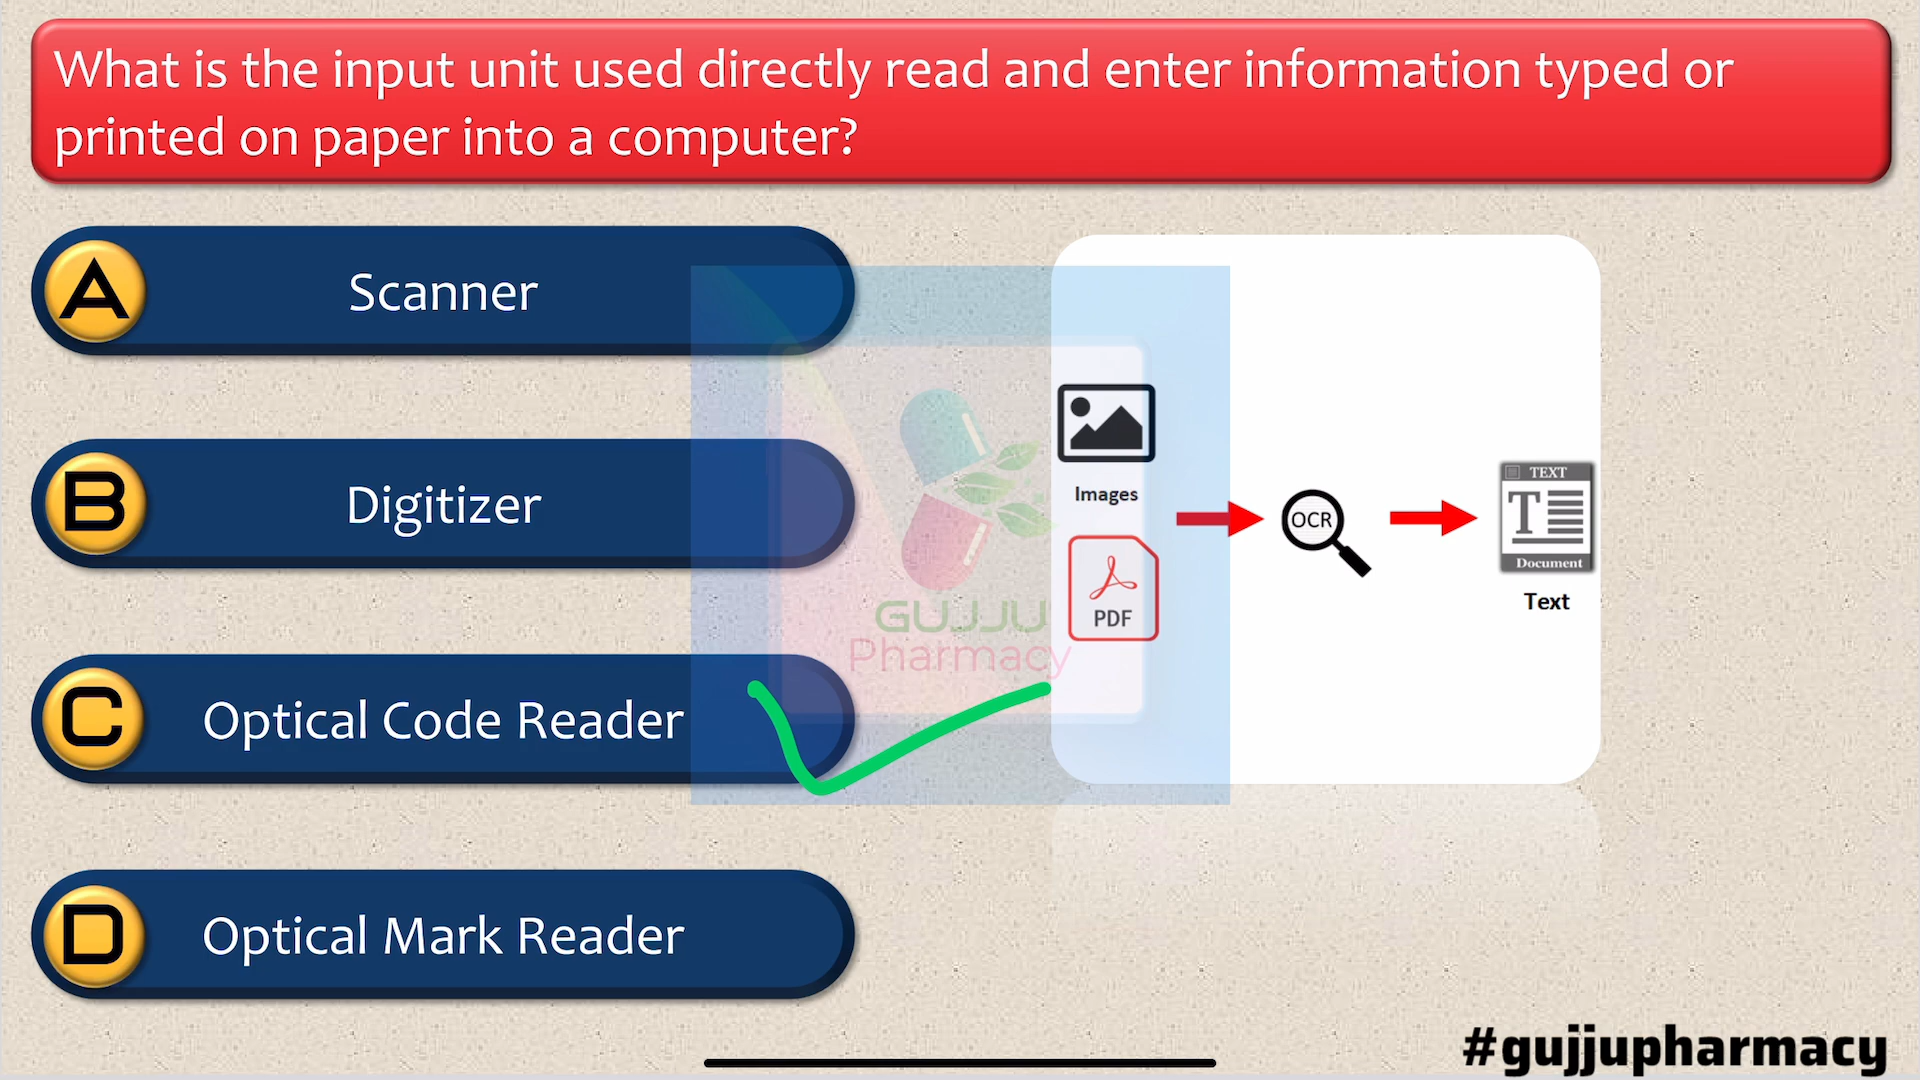 What is the input unit used directly read and enter information typed or
printed on paper into a computer?
A Scanner
B Digitizer
C Optical Code Reader
D Optical Mark Reader
Images
PDF
OCR
TEXT
T
Document
Text
GUJJU
Pharmacy
#gujjupharmacy